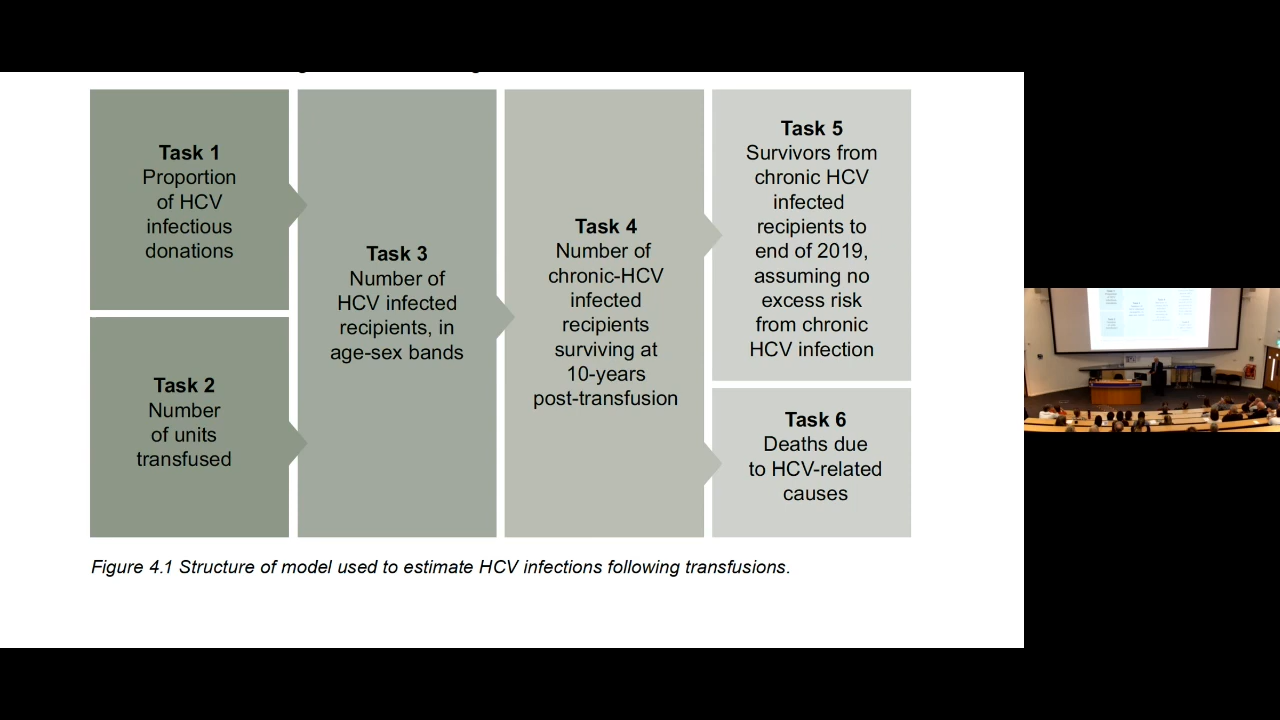 Task 1
Proportion
of HCV
infectious
donations
Task 2
Number
of units
transfused
Task 3
Number of
HCV infected
recipients, in
age-sex bands
Task 4
Number of
chronic-HCV
infected
recipients
surviving at
10-years
post-transfusion
Task 5
Survivors from
chronic HCV
infected
recipients to
end of 2019,
assuming no
excess risk
from chronic
HCV infection
Task 6
Deaths due
to HCV-related
causes
Figure 4.1 Structure of model used to estimate HCV infections following transfusions.